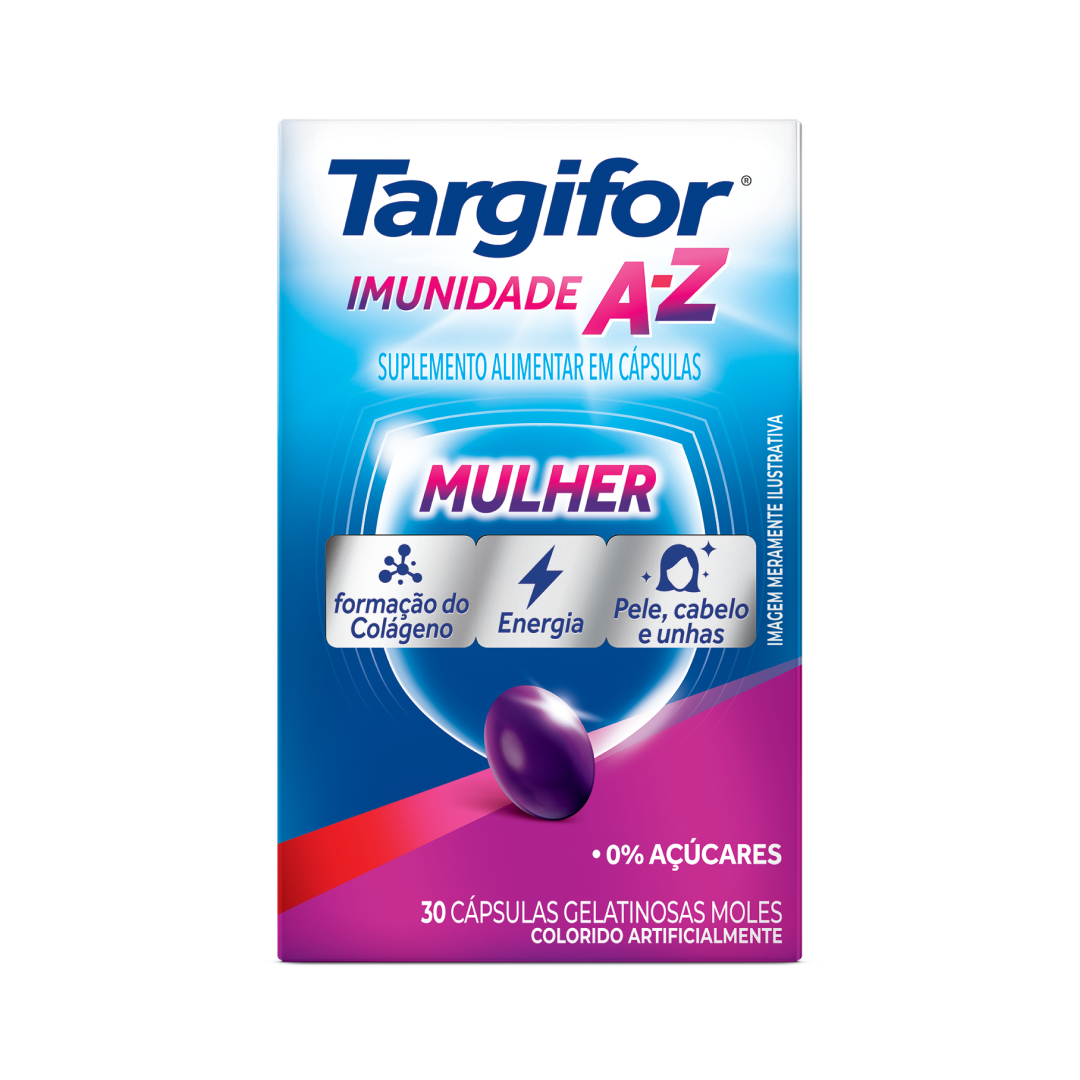 Targifor®
IMUNIDADE A-Z
SUPLEMENTO ALIMENTAR EM CÁPSULAS
MULHER
formação do
Colágeno
Energia
Pele, cabelo
e unhas
IMAGEM MERAMENTE ILUSTRATIVA
• 0% AÇÚCARES
30 CÁPSULAS GELATINOSAS MOLES
COLORIDO ARTIFICIALMENTE